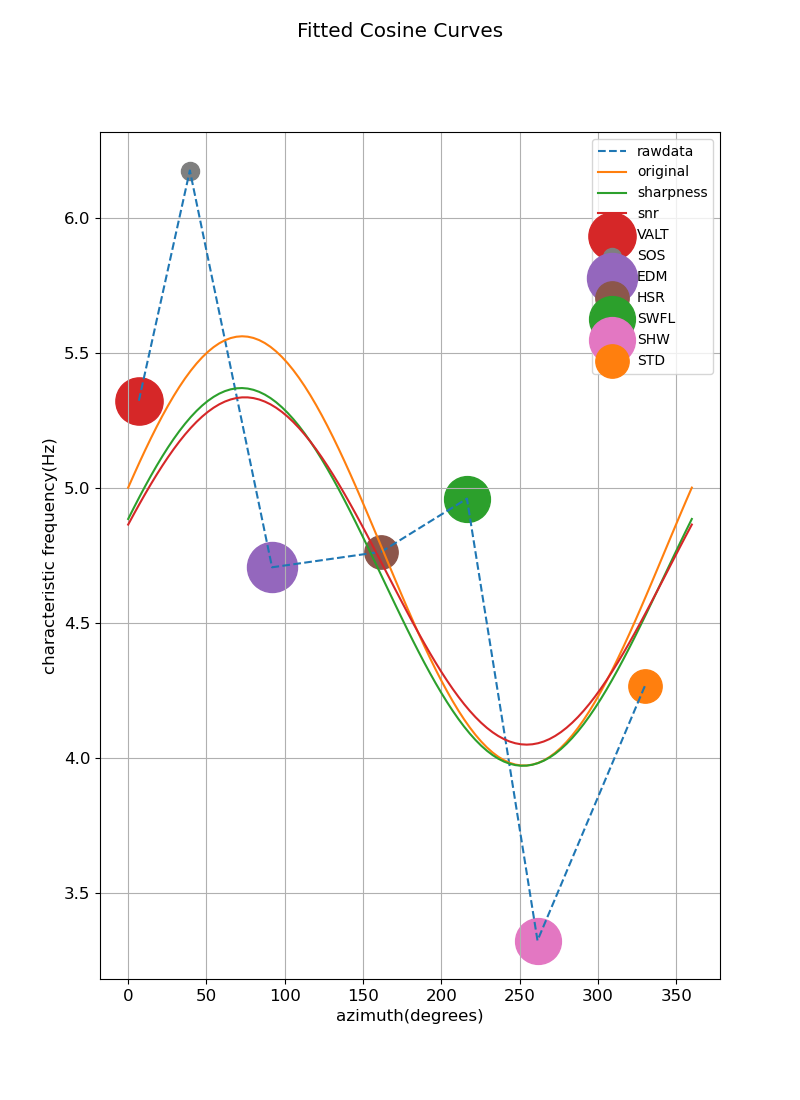 Fitted Cosine Curves
rawdata
original
sharpness
snr
VALT
SOS
EDM
HSR
SWFL
SHW
STD
characteristic frequency(Hz)
6.0
5.5
5.0
4.5
4.0
3.5
0 50 100 150 200 250 300 350
azimuth(degrees)